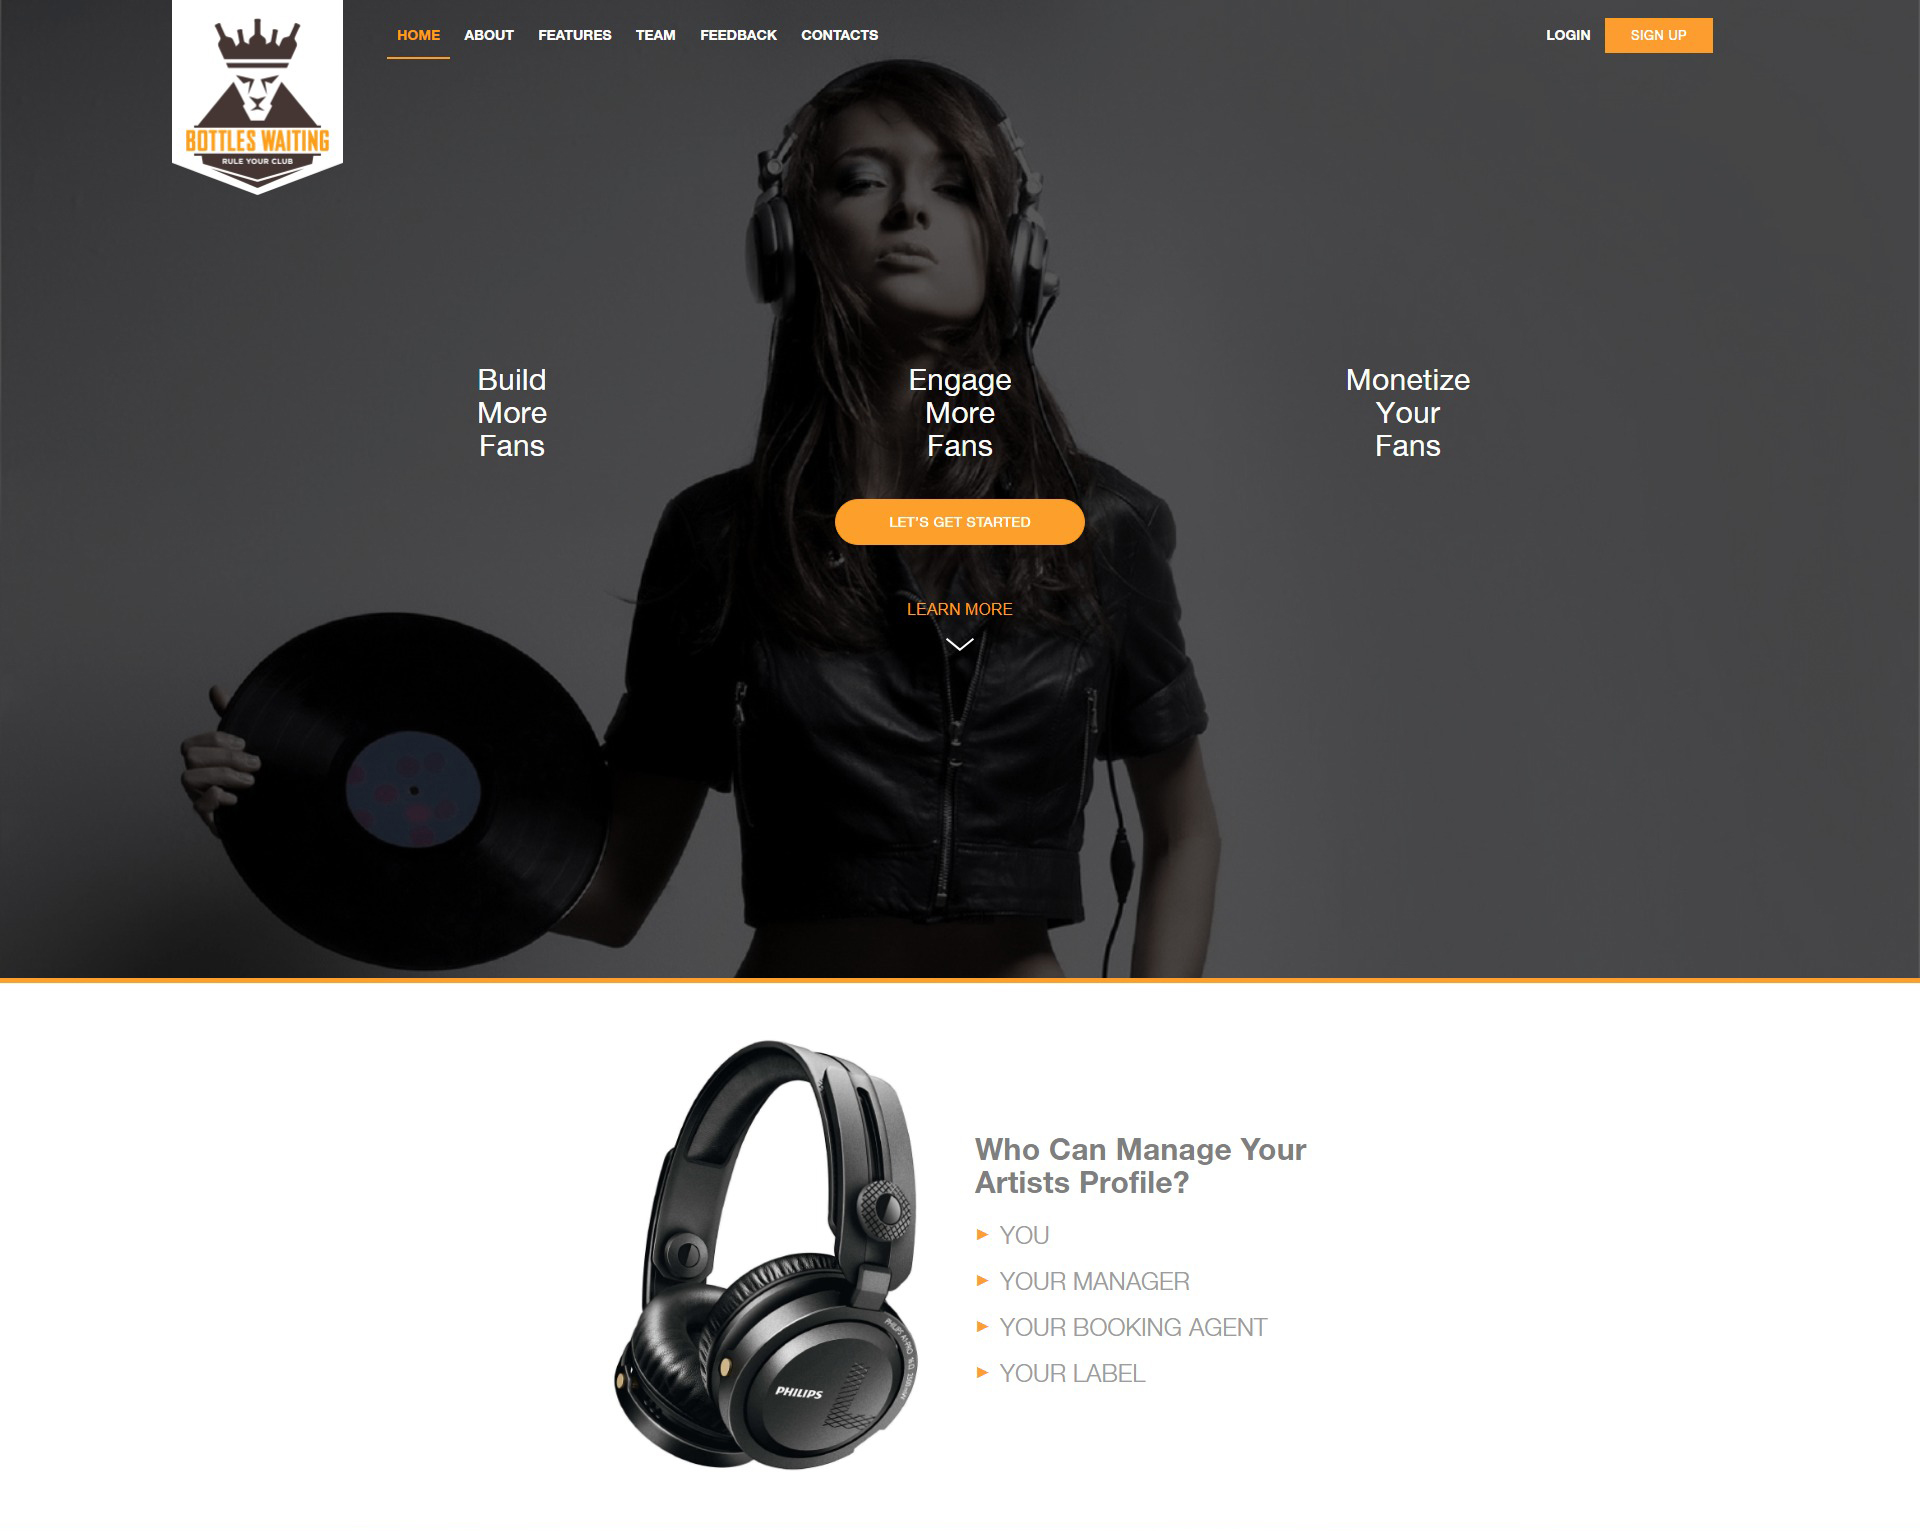 HOME ABOUT FEATURES TEAM FEEDBACK CONTACTS LOGIN SIGN UP
BOTTLES WAITING
RULE YOUR CLUB
Build
More
Fans
Engage
More
Fans
Monetize
Your
Fans
LET'S GET STARTED
LEARN MORE
Who Can Manage Your
Artists Profile?
► YOU
► YOUR MANAGER
► YOUR BOOKING AGENT
► YOUR LABEL
PHILIPS
L